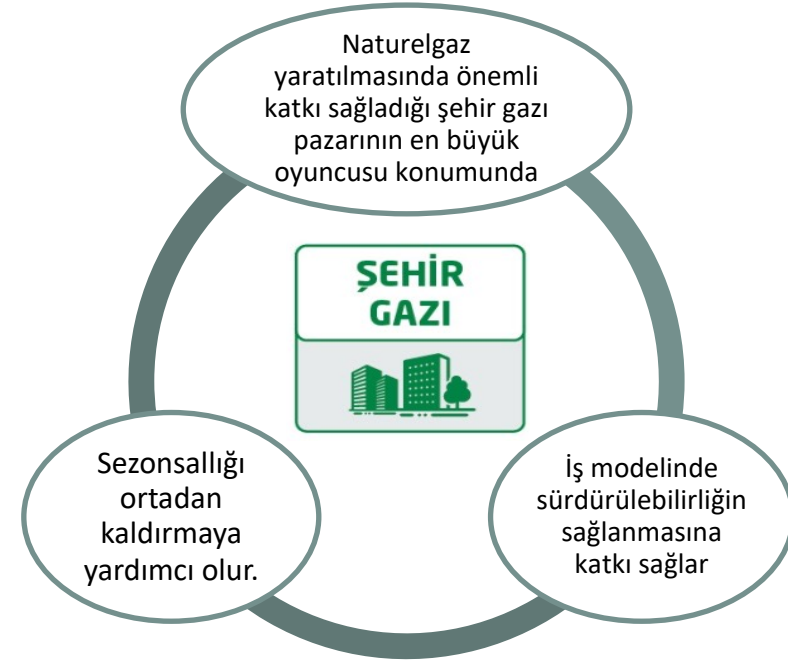 Naturelgaz
yaratılmasında önemli
katkı sağladığı şehir gazı
pazarının en büyük
oyuncusu konumunda
ŞEHİR
GAZI
Sezonsallığı
ortadan
kaldırmaya
yardımcı olur.
İş modelinde
sürdürülebilirliğin
sağlanmasına
katkı sağlar